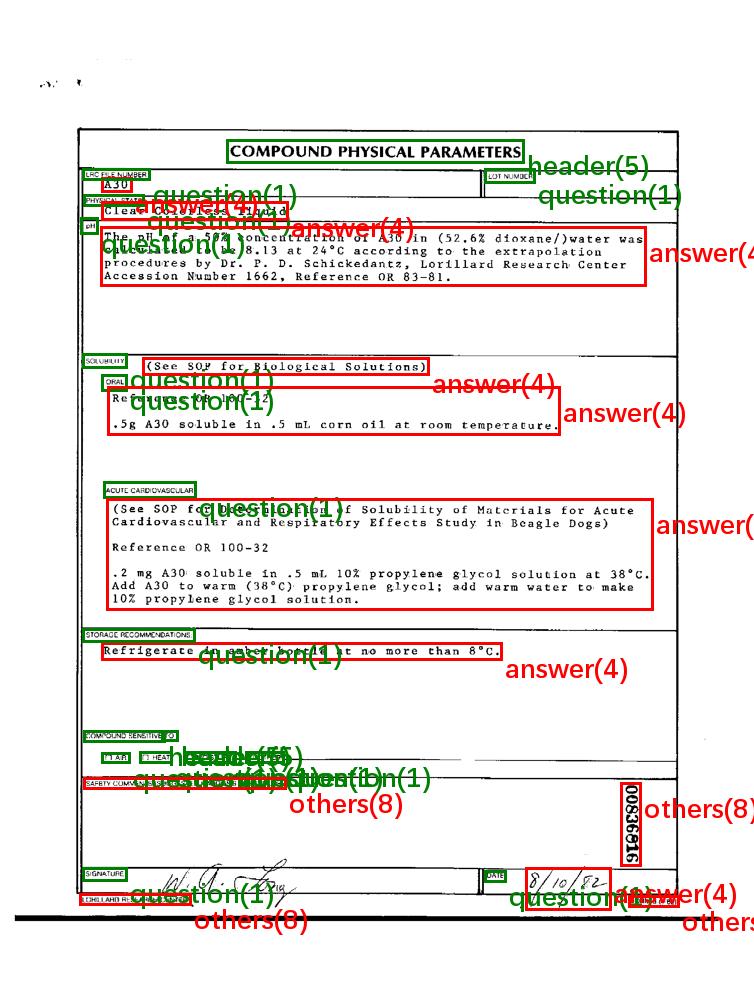 COMPOUND PHYSICAL PARAMETERS
header(5)
LRC FILE NUMBER
LOT NUMBER
A30
question(1)
question(1)
PHYSICAL STATE
answer(4)
Clear Colorless Liquid
question(1)
answer(4)
pH
question(1)
The pH of a 50% concentration of A30 in (52.6% dioxane/)water was
calculated to be 8.13 at 24°C according to the extrapolation
answer(4)
procedures by Dr. P. D. Schickedantz, Lorillard Research Center
Accession Number 1662, Reference OR 83-81.
SOLUBILITY
(See SOP for Biological Solutions)
question(1)
answer(4)
ORAL
question(1)
Reference OR 100-32
answer(4)
.5g A30 soluble in .5 mL corn oil at room temperature.
ACUTE CARDIOVASCULAR
question(1)
(See SOP for Determination of Solubility of Materials for Acute
Cardiovascular and Respiratory Effects Study in Beagle Dogs)
answer(
Reference OR 100-32
.2 mg A30 soluble in .5 mL 10% propylene glycol solution at 38°C.
Add A30 to warm (38°C) propylene glycol; add warm water to make
10% propylene glycol solution.
STORAGE RECOMMENDATIONS
question(1)
Refrigerate in amber bottle at no more than 8°C.
answer(4)
COMPOUND SENSITIVE TO
AIR
HEAT
question(1)
SAFETY
others(8)
00836816
others(8)
SIGNATURE
DATE
8/10/82
question(1)
question(1)
answer(4)
LORILLARD RESEARCH CENTER
others(8)
others